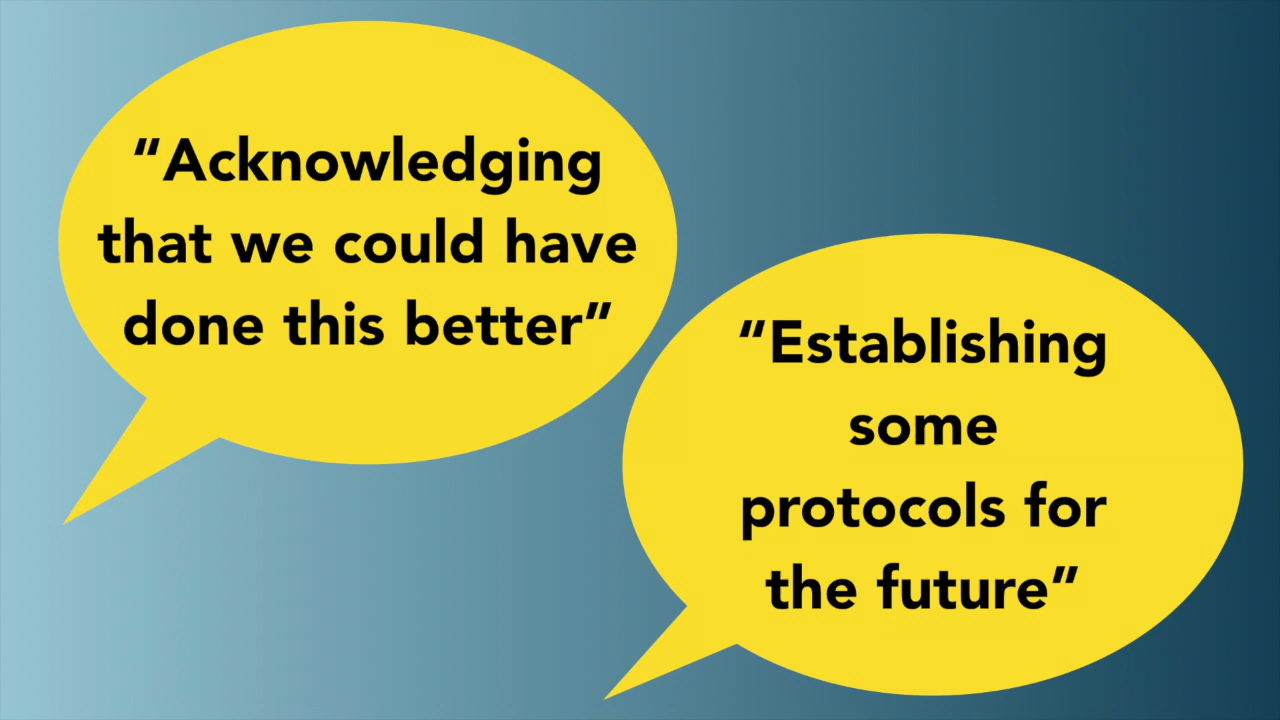 “Acknowledging
that we could have
done this better”
“Establishing
some
protocols for
the future”